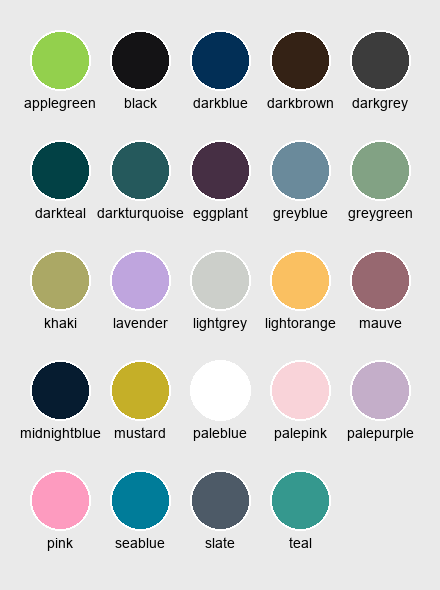 applegreen black darkblue darkbrown darkgrey
darkteal darkturquoise eggplant greyblue greygreen
khaki lavender lightgrey lightorange mauve
midnightblue mustard paleblue palepink palepurple
pink seablue slate teal